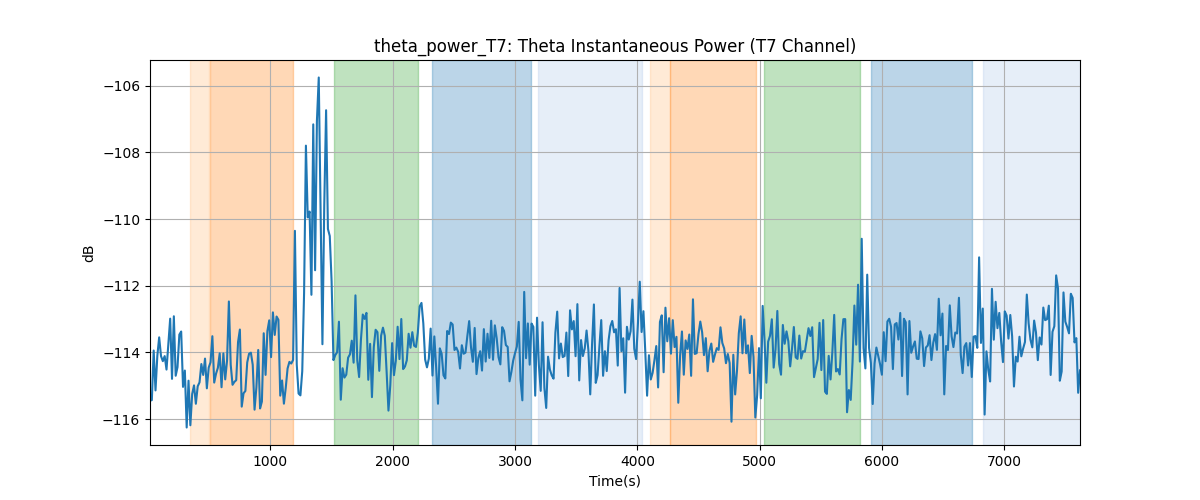 theta_power_T7: Theta Instantaneous Power (T7 Channel)
−106
−108
−110
−112
−114
−116
dB
1000 2000 3000 4000 5000 6000 7000
Time(s)